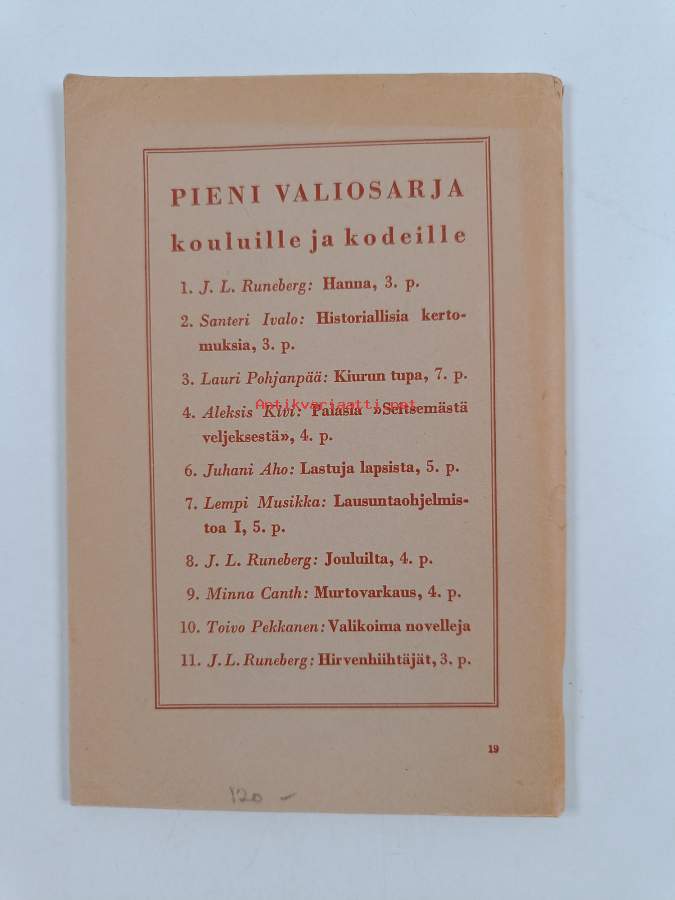 PIENI VALIOSARJA
kouluille ja kodeille
1. J. L. Runeberg: Hanna, 3. p.
2. Santeri Ivalo: Historiallisia kerto-
muksia, 3. p.
3. Lauri Pohjanpää: Kiurun tupa, 7. p.
Antikvariaatti.net
4. Aleksis Kivi: Palasia »Seitsemästä
veljeksestä», 4. p.
6. Juhani Aho: Lastuja lapsista, 5. p.
7. Lempi Musikka: Lausuntaohjelmis-
toa I, 5. p.
8. J. L. Runeberg: Jouluilta, 4. p.
9. Minna Canth: Murtovarkaus, 4. p.
10. Toivo Pekkanen: Valikoima novelleja
11. J. L. Runeberg: Hirvenhiihtäjät, 3. p.
19
120 –